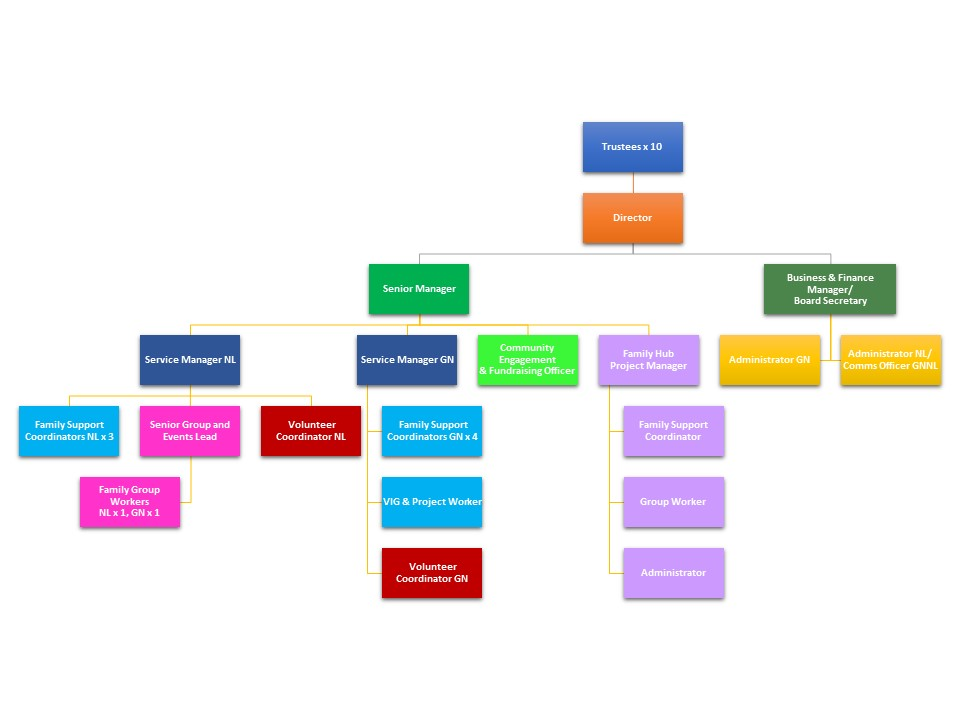 Trustees x 10
Director
Senior Manager
Business & Finance
Manager/
Board Secretary
Service Manager NL
Service Manager GN
Community
Engagement
& Fundraising Officer
Family Hub
Project Manager
Administrator GN
Administrator NL/
Comms Officer GNNL
Family Support
Coordinators NL x 3
Senior Group and
Events Lead
Volunteer
Coordinator NL
Family Support
Coordinators GN x 4
Family Support
Coordinator
Family Group
Workers
NL x 1, GN x 1
VIG & Project Worker
Group Worker
Volunteer
Coordinator GN
Administrator